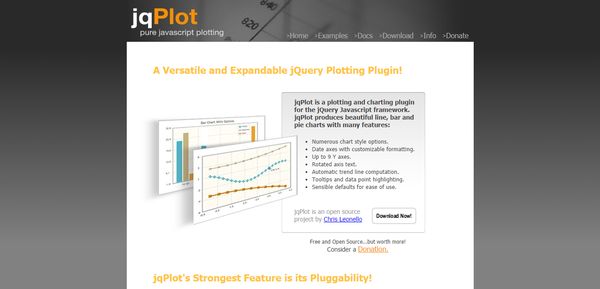 jqPlot
pure javascript plotting
>Home >Examples >Docs >Download >Info >Donate
A Versatile and Expandable jQuery Plotting Plugin!
jqPlot is a plotting and charting plugin
for the jQuery Javascript framework.
jqPlot produces beautiful line, bar and
pie charts with many features:
Numerous chart style options.
Date axes with customizable formatting.
Up to 9 Y axes.
Rotated axis text.
Automatic trend line computation.
Tooltips and data point highlighting.
Sensible defaults for ease of use.
Bar Chart With Options
jqPlot is an open source
project by Chris Leonello
Download Now!
Free and Open Source...but worth more!
Consider a Donation.
jqPlot's Strongest Feature is its Pluggability!